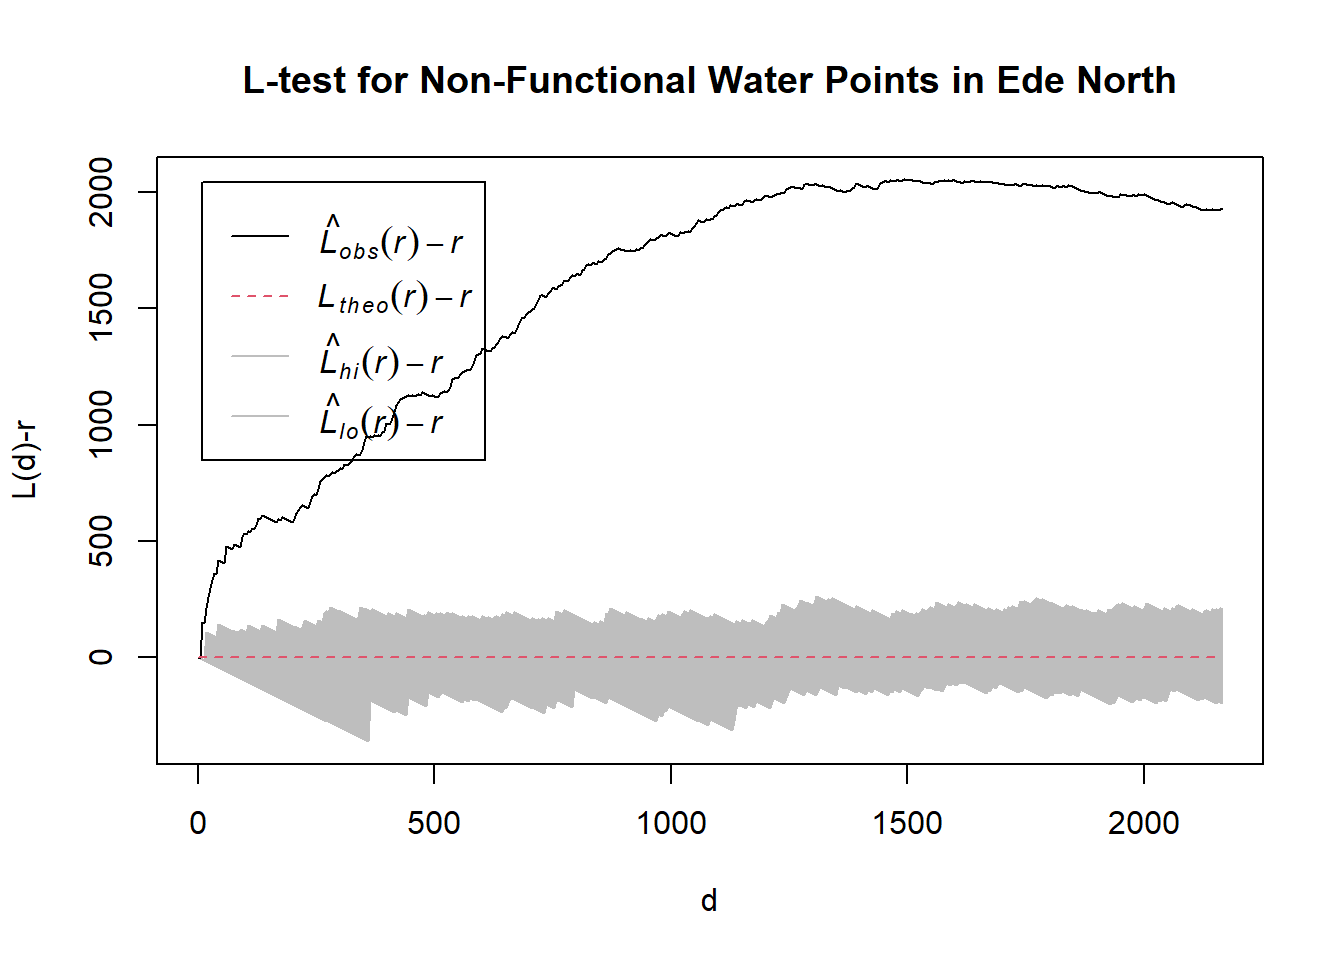 L-test for Non-Functional Water Points in Ede North
L(d)-r
2000
1500
1000
500
0
L̂obs(r) − r
Ltheo(r) − r
L̂hi(r) − r
L̂lo(r) − r
0 500 1000 1500 2000
d